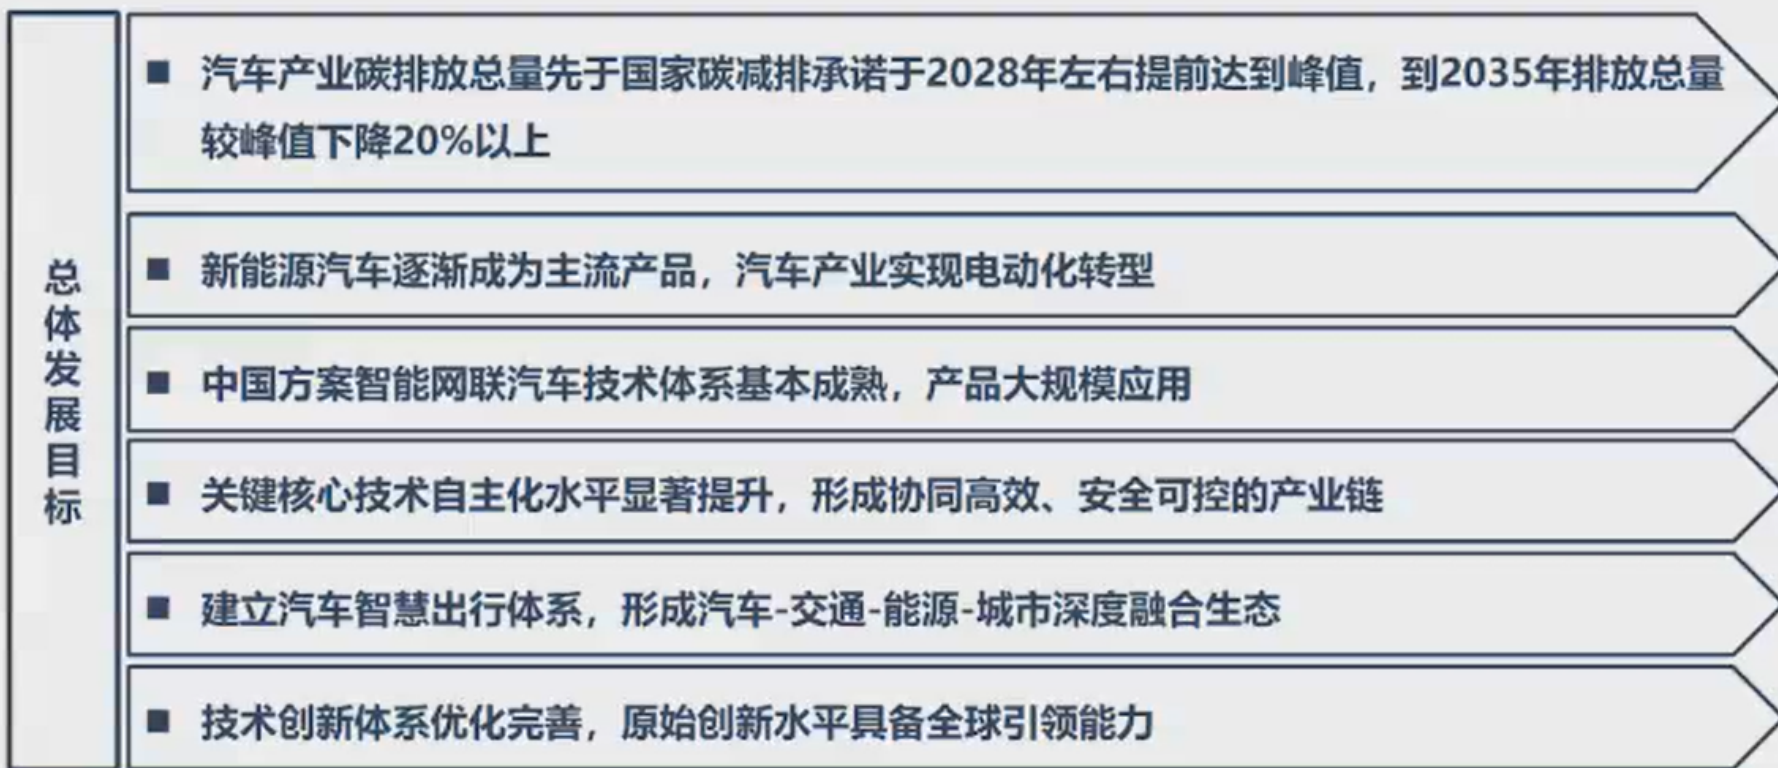 总体发展目标
■ 汽车产业碳排放总量先于国家碳减排承诺于2028年左右提前达到峰值，到2035年排放总量
较峰值下降20%以上
■ 新能源汽车逐渐成为主流产品，汽车产业实现电动化转型
■ 中国方案智能网联汽车技术体系基本成熟，产品大规模应用
■ 关键核心技术自主化水平显著提升，形成协同高效、安全可控的产业链
■ 建立汽车智慧出行体系，形成汽车-交通-能源-城市深度融合生态
■ 技术创新体系优化完善，原始创新水平具备全球引领能力